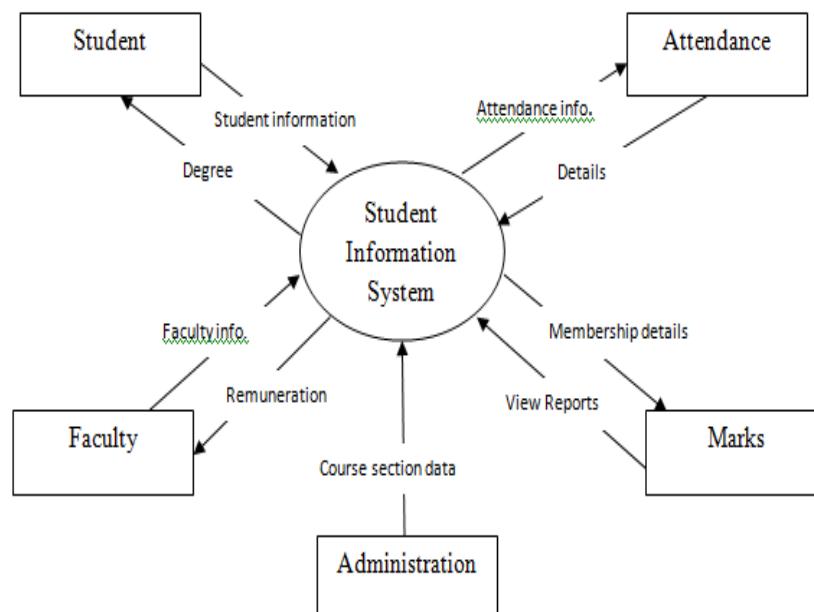 Student
Attendance
Student information
Attendance info.
Degree
Details
Student
Information
System
Faculty info.
Membership details
Remuneration
View Reports
Faculty
Marks
Course section data
Administration